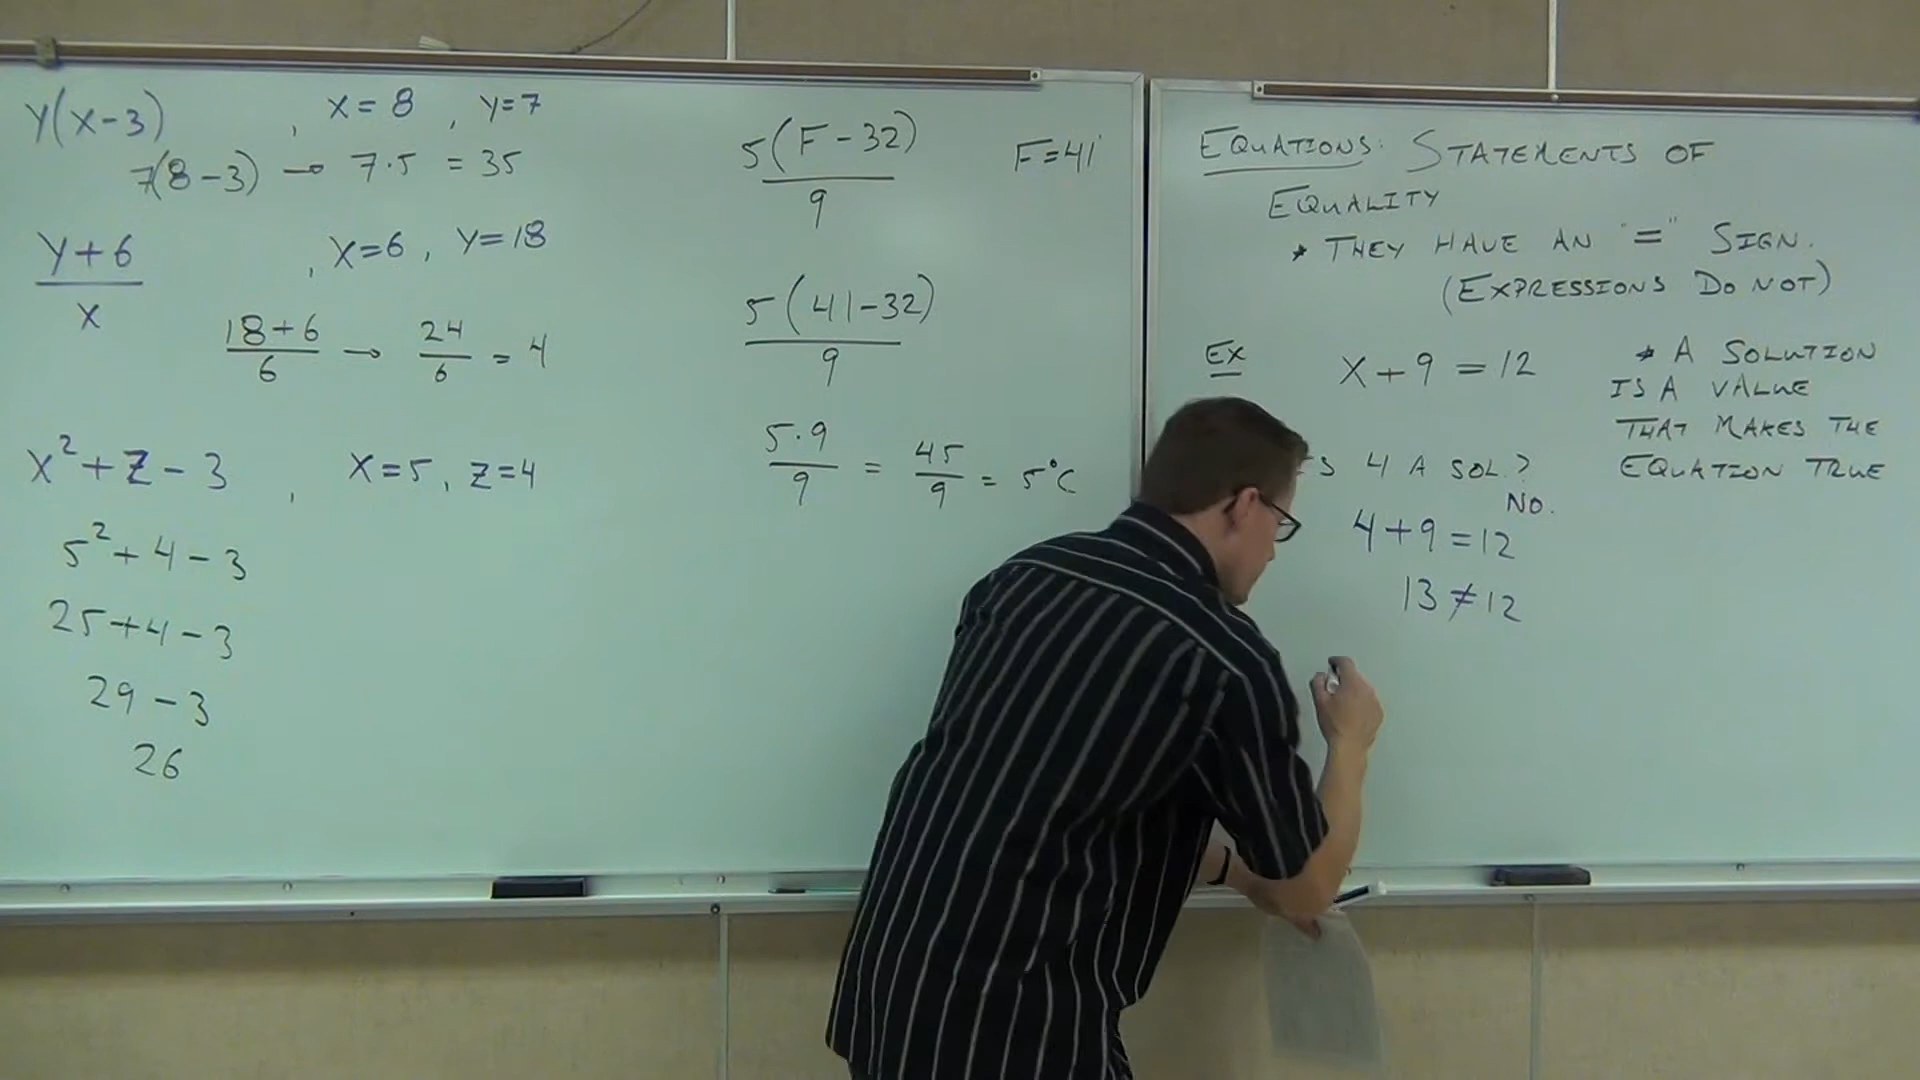 y(x-3) , x=8 , y=7
7(8-3) → 7·5 = 35
y+6
x
, x=6 , y=18
18+6
6
→ 24
6
= 4
x²+z-3 , x=5, z=4
5²+4-3
25+4-3
29-3
26
5(F-32)
9
F=41
5(41-32)
9
5·9
9
= 45
9
= 5°C
EQUATIONS: STATEMENTS OF
EQUALITY
* THEY HAVE AN "=" SIGN.
(EXPRESSIONS DO NOT)
EX x+9=12
4 A SOL.?
NO.
4+9=12
13≠12
* A SOLUTION
IS A VALUE
THAT MAKES THE
EQUATION TRUE